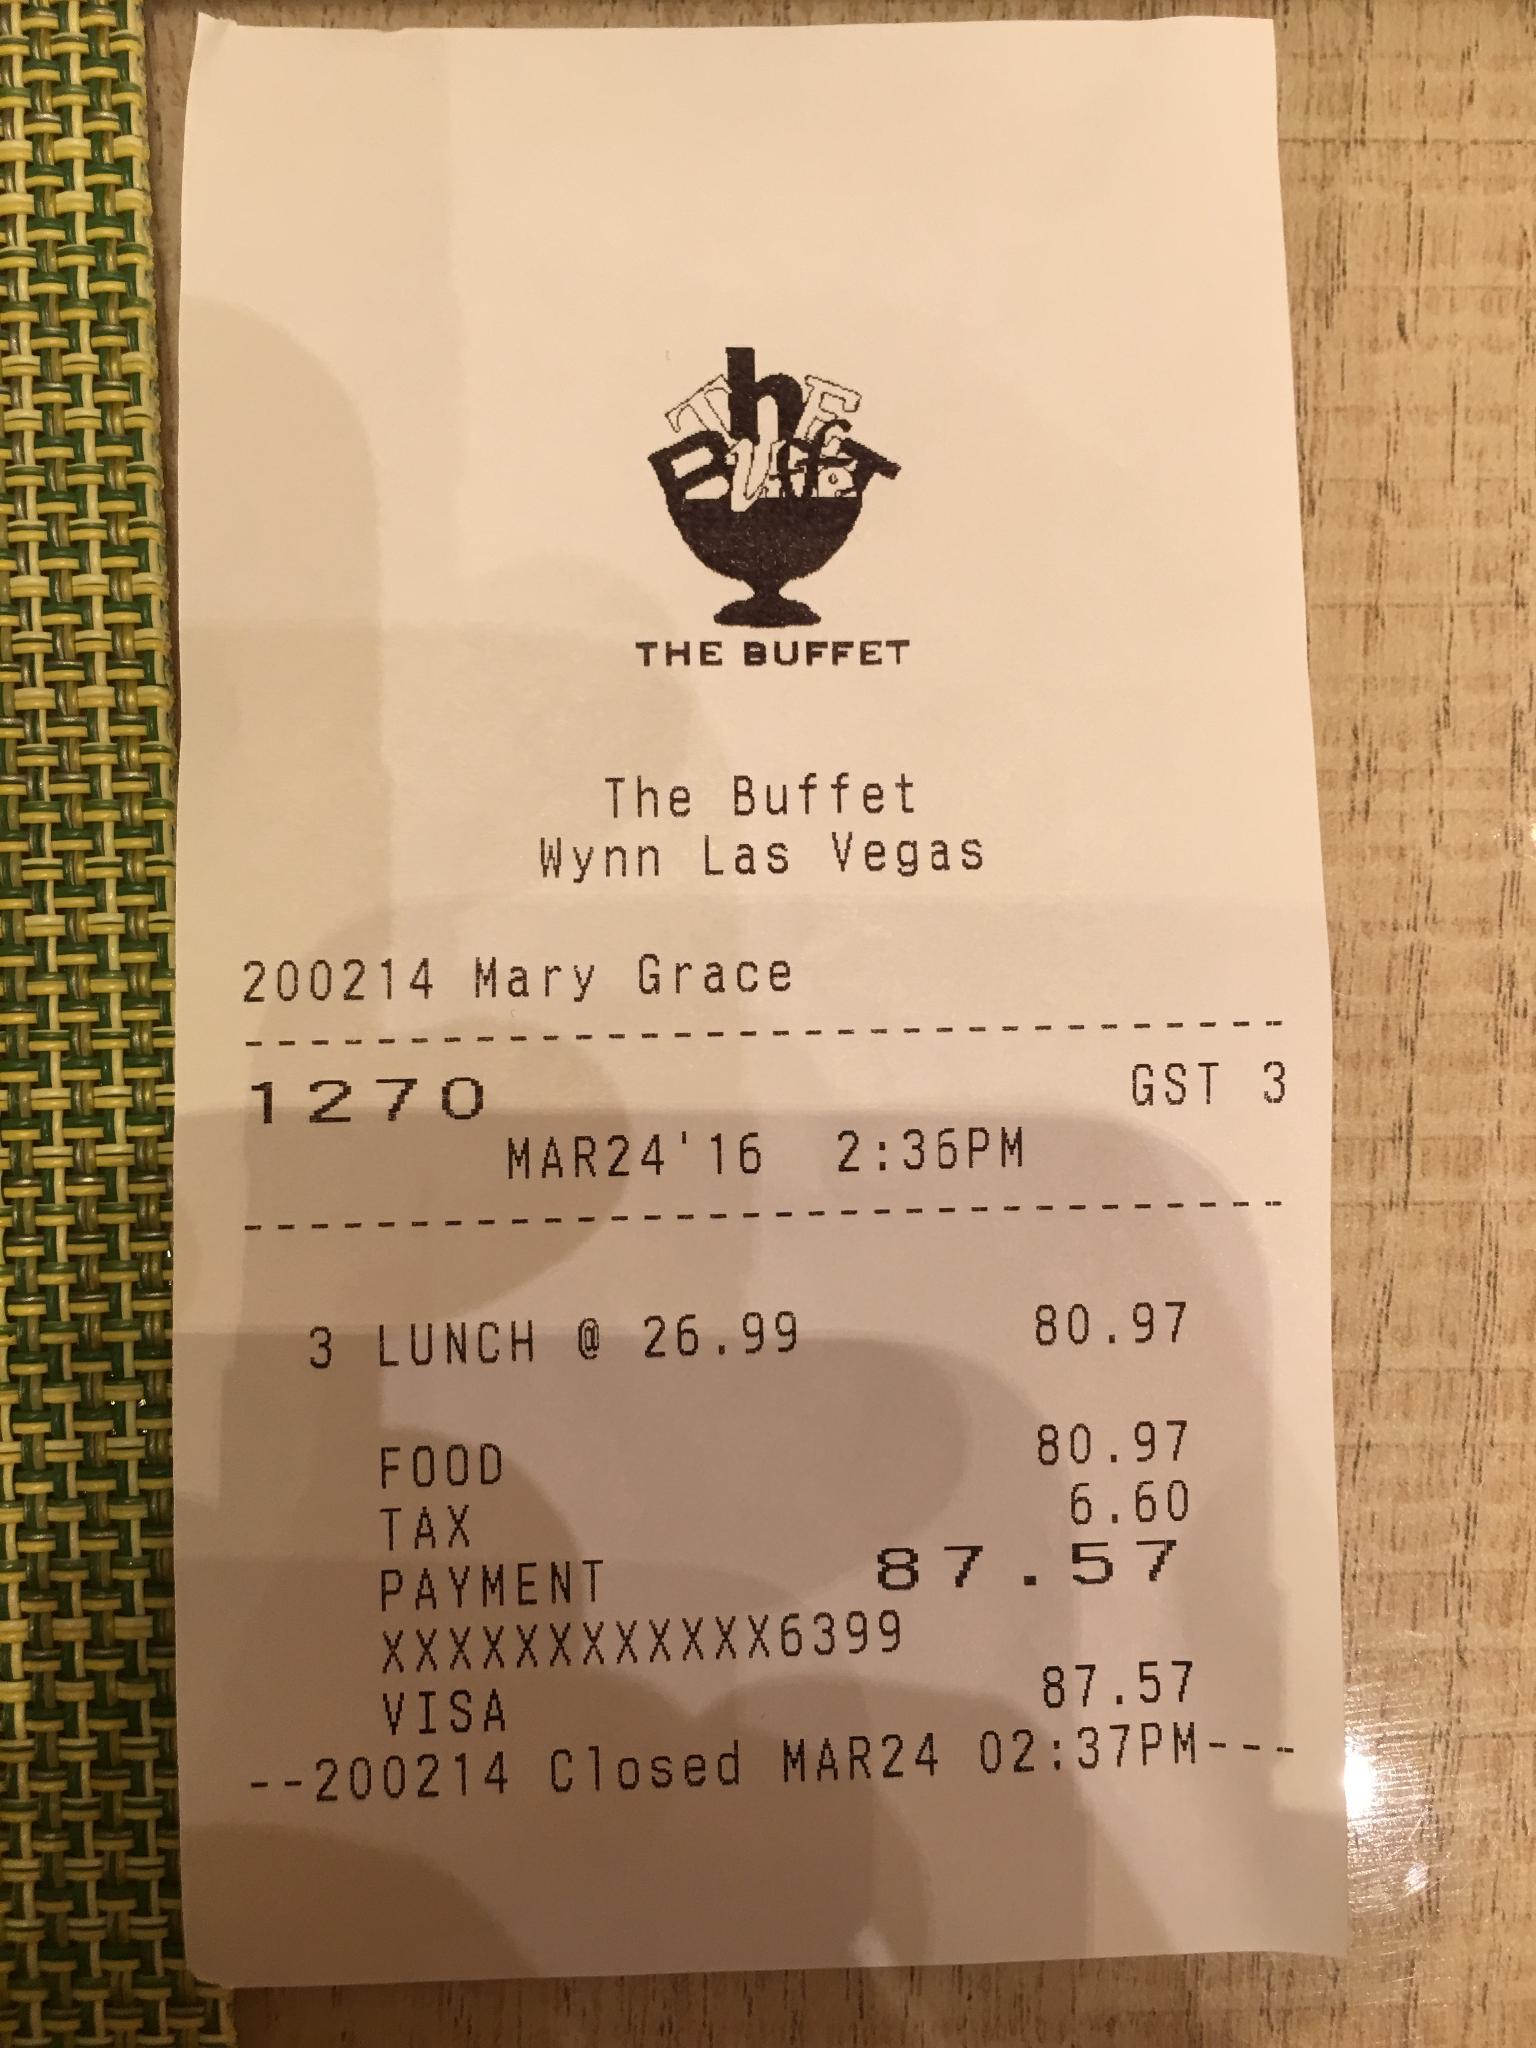 The Buffet
THE BUFFET
The Buffet
Wynn Las Vegas
200214 Mary Grace
--------------------------------
1270 GST 3
MAR24'16 2:36PM
--------------------------------
3 LUNCH @ 26.99 80.97
FOOD 80.97
TAX 6.60
PAYMENT 87.57
XXXXXXXXXXXX6399
VISA 87.57
--200214 Closed MAR24 02:37PM---